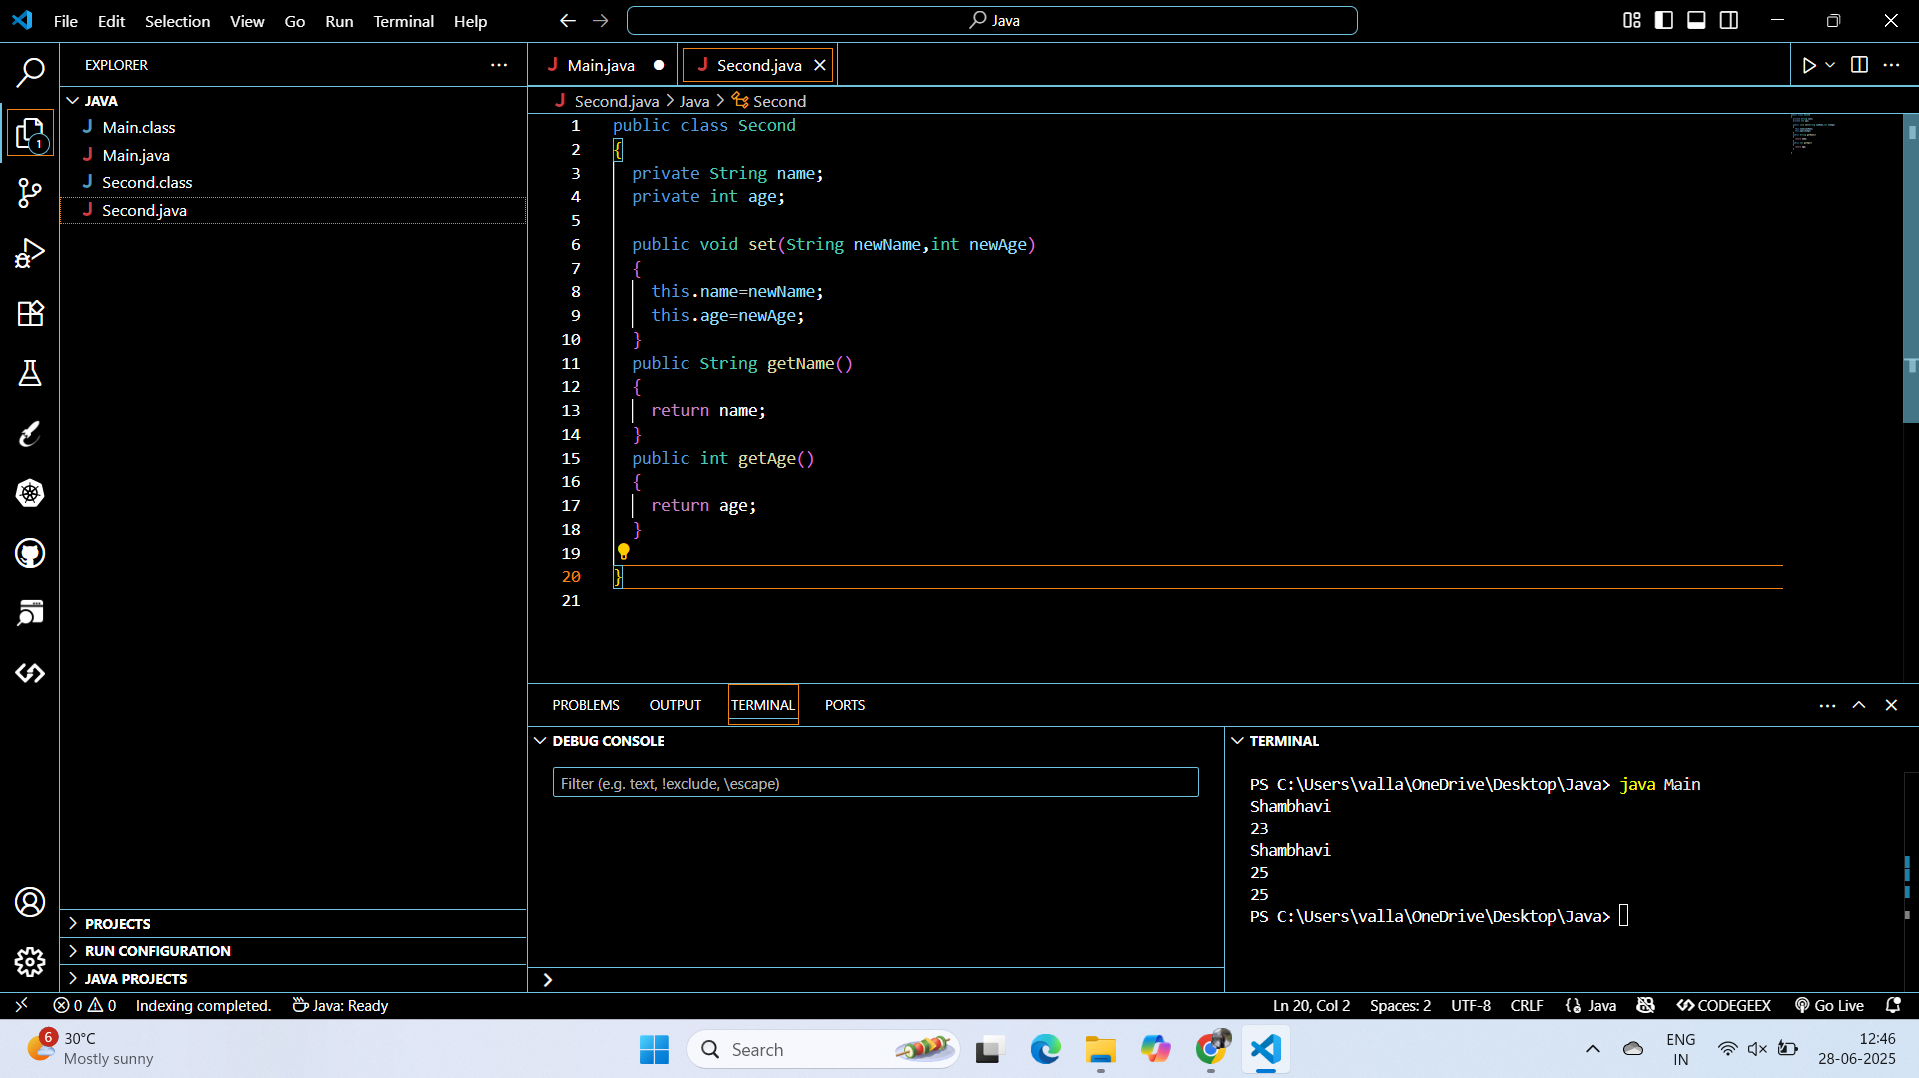 File Edit Selection View Go Run Terminal Help
Java
EXPLORER
JAVA
Main.class
Main.java
Second.class
Second.java
PROJECTS
RUN CONFIGURATION
JAVA PROJECTS
1
Main.java
Second.java
Second.java > Java > Second
1 public class Second
2 {
3 private String name;
4 private int age;
5
6 public void set(String newName,int newAge)
7 {
8 this.name=newName;
9 this.age=newAge;
10 }
11 public String getName()
12 {
13 return name;
14 }
15 public int getAge()
16 {
17 return age;
18 }
19
20 }
21
PROBLEMS OUTPUT TERMINAL PORTS
DEBUG CONSOLE
Filter (e.g. text, !exclude, \escape)
TERMINAL
PS C:\Users\valla\OneDrive\Desktop\Java> java Main
Shambhavi
23
Shambhavi
25
25
PS C:\Users\valla\OneDrive\Desktop\Java>
0 0 Indexing completed. Java: Ready
Ln 20, Col 2 Spaces: 2 UTF-8 CRLF {} Java CODEGEEX Go Live
6
30°C
Mostly sunny
Search
ENG
IN
12:46
28-06-2025